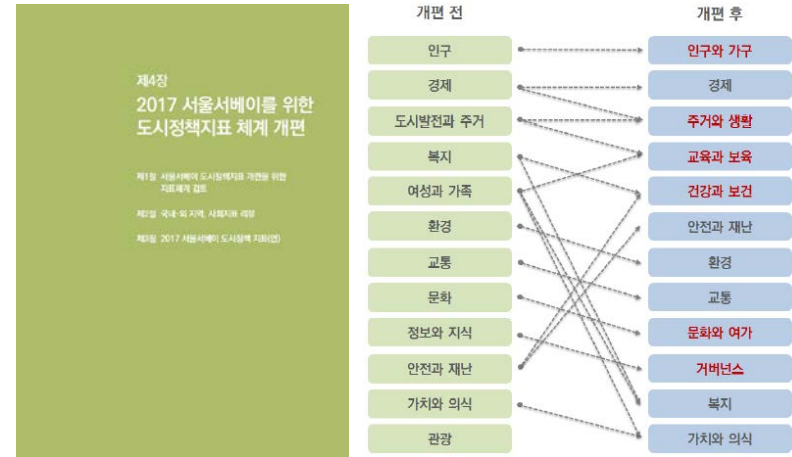 제4장
2017 서울서베이를 위한
도시정책지표 체계 개편
제1절 서울서베이 도시정책지표 개편을 위한
지표체계 검토
제2절 국내·외 지역, 사회지표 리뷰
제3절 2017 서울서베이 도시정책 지표(안)
개편 전
인구
경제
도시발전과 주거
복지
여성과 가족
환경
교통
문화
정보와 지식
안전과 재난
가치와 의식
관광
개편 후
인구와 가구
경제
주거와 생활
교육과 보육
건강과 보건
안전과 재난
환경
교통
문화와 여가
거버넌스
복지
가치와 의식